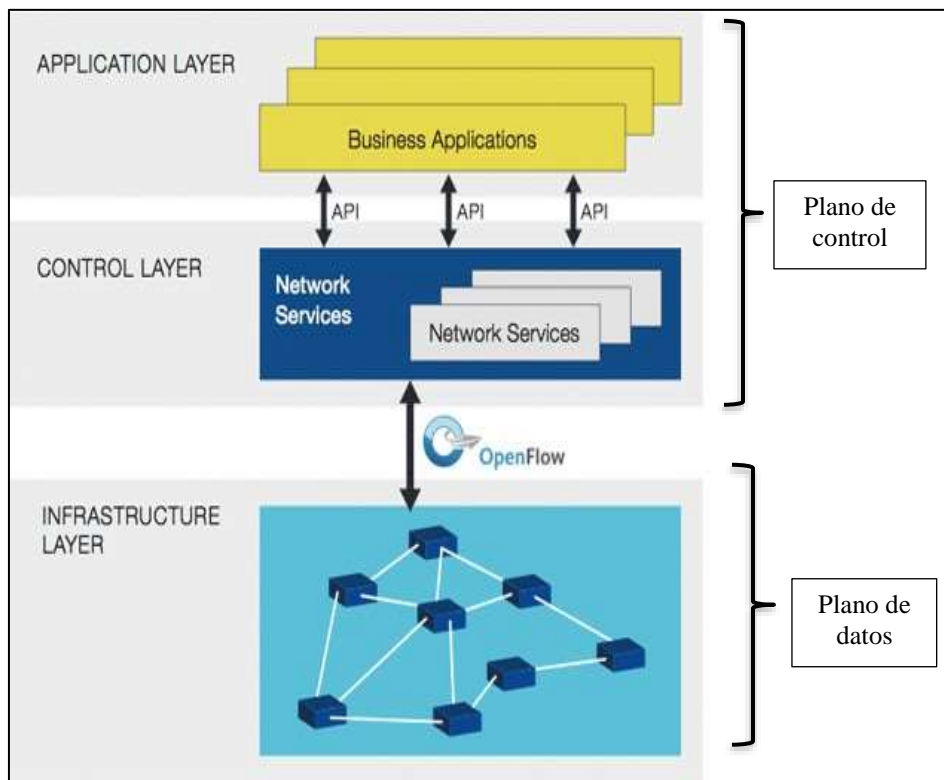 APPLICATION LAYER
Business Applications
API
API
API
Plano de
control
CONTROL LAYER
Network
Services
Network Services
OpenFlow
INFRASTRUCTURE
LAYER
Plano de
datos